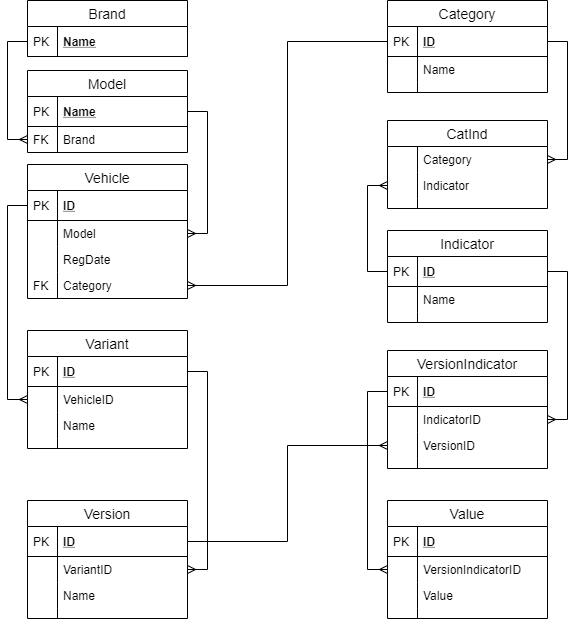 Brand
PK Name
Model
PK Name
FK Brand
Vehicle
PK ID
Model
RegDate
FK Category
Variant
PK ID
VehicleID
Name
Version
PK ID
VariantID
Name
Category
PK ID
Name
CatInd
Category
Indicator
Indicator
PK ID
Name
VersionIndicator
PK ID
IndicatorID
VersionID
Value
PK ID
VersionIndicatorID
Value